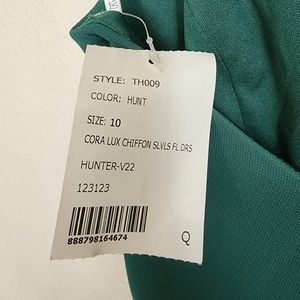 STYLE: TH009
COLOR: HUNT
SIZE: 10
CORA LUX CHIFFON SLVLS FL DRS
HUNTER-V22
123123
888798164674
Q